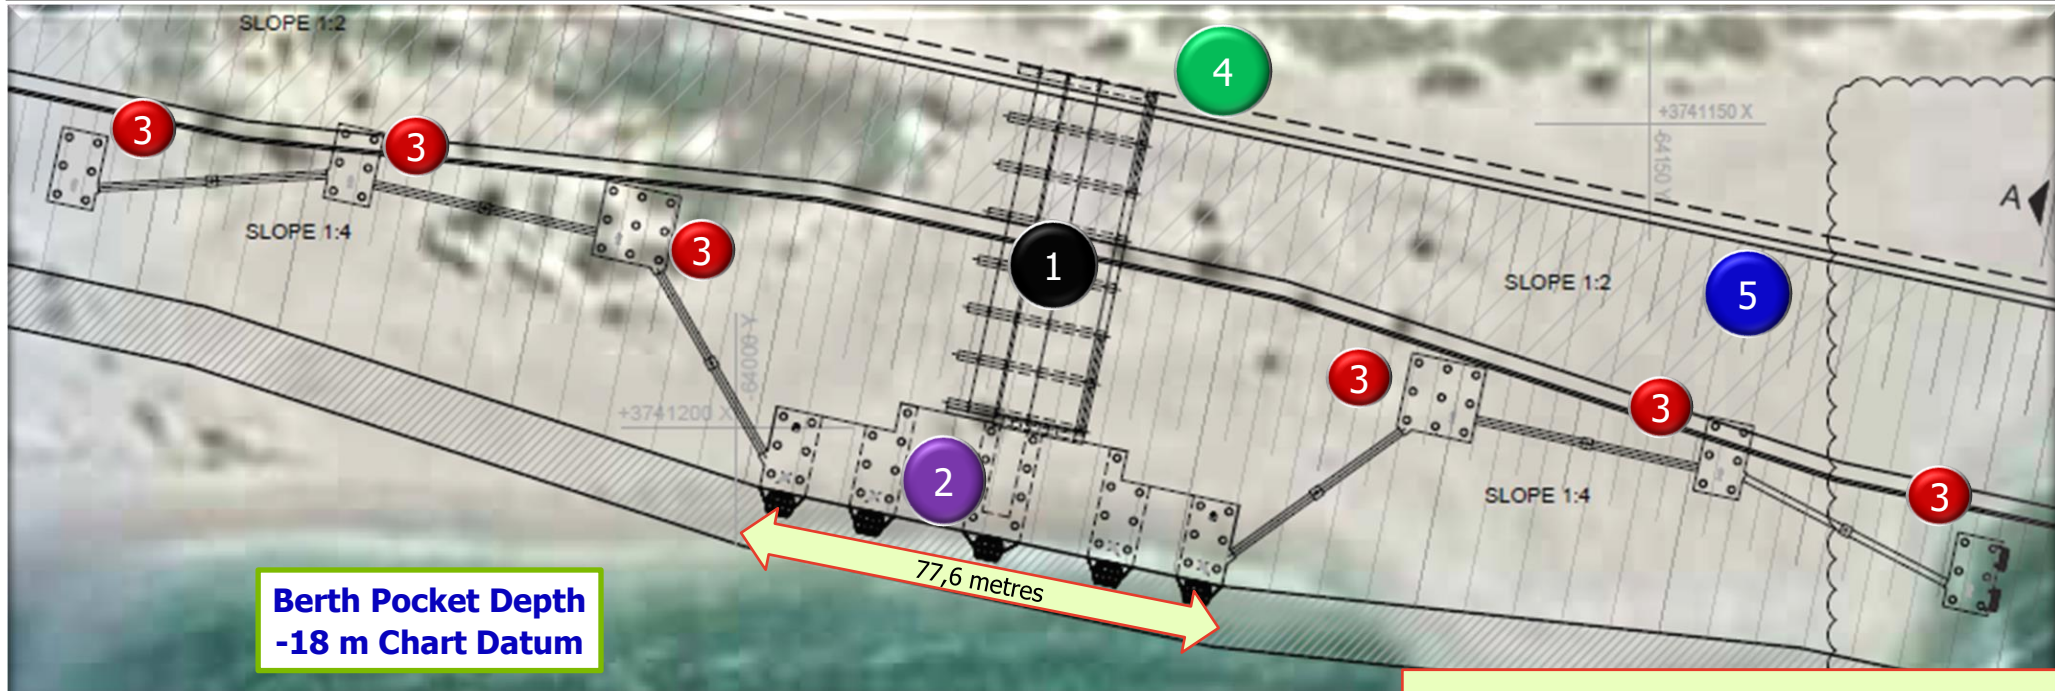 SLOPE 1:2
4
+3741150 X
-64150 Y
3
3
A
SLOPE 1:4
3
1
SLOPE 1:2
5
-64000 Y
3
3
+3741200 X
2
SLOPE 1:4
3
77,6 metres
Berth Pocket Depth
-18 m Chart Datum